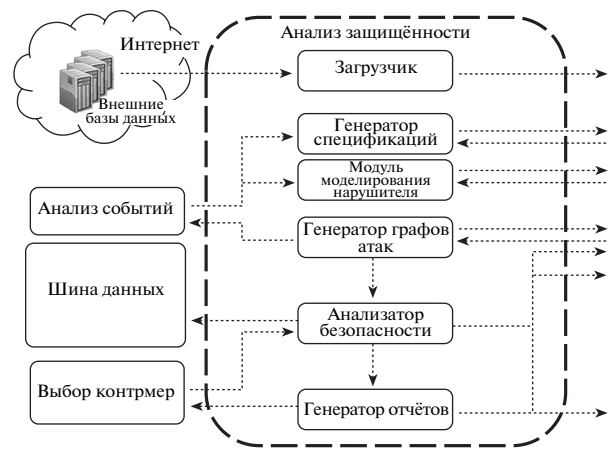 Интернет
Внешние
базы данных
Анализ защищённости
Загрузчик
Генератор
спецификаций
Модуль
моделирования
нарушителя
Анализ событий
Генератор графов
атак
Шина данных
Анализатор
безопасности
Выбор контрмер
Генератор отчётов